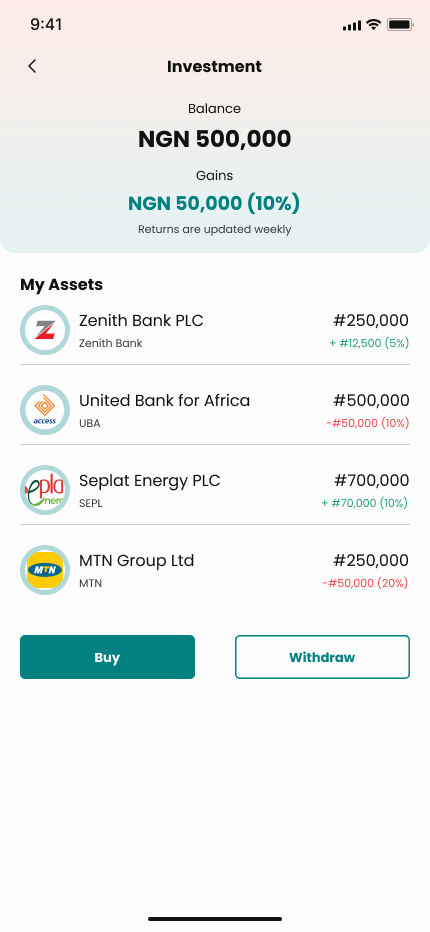 9:41
Investment
Balance
NGN 500,000
Gains
NGN 50,000 (10%)
Returns are updated weekly
My Assets
Zenith Bank PLC
#250,000
Zenith Bank
+ #12,500 (5%)
United Bank for Africa
#500,000
access
UBA
-#50,000 (10%)
Seplat Energy PLC
#700,000
epla
nerg
SEPL
+ #70,000 (10%)
MTN Group Ltd
#250,000
MTN
MTN
-#50,000 (20%)
Buy
Withdraw